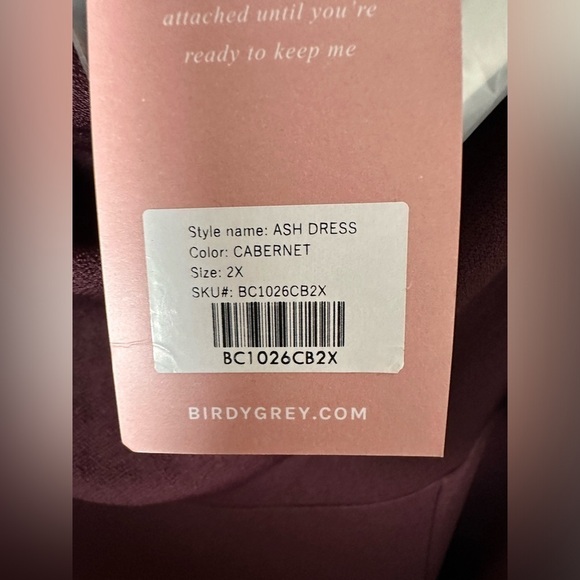 attached until you're
ready to keep me
Style name: ASH DRESS
Color: CABERNET
Size: 2X
SKU#: BC1026CB2X
BC1026CB2X
BIRDYGREY.COM